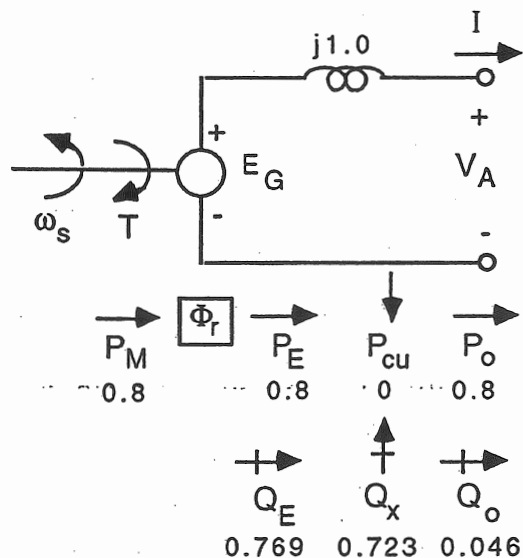 I
j1.0
+
+
E_G
V_A
ω_s
T
-
-
Φ_r
P_M
P_E
P_cu
P_o
0.8
0.8
0
0.8
Q_E
Q_x
Q_o
0.769
0.723
0.046